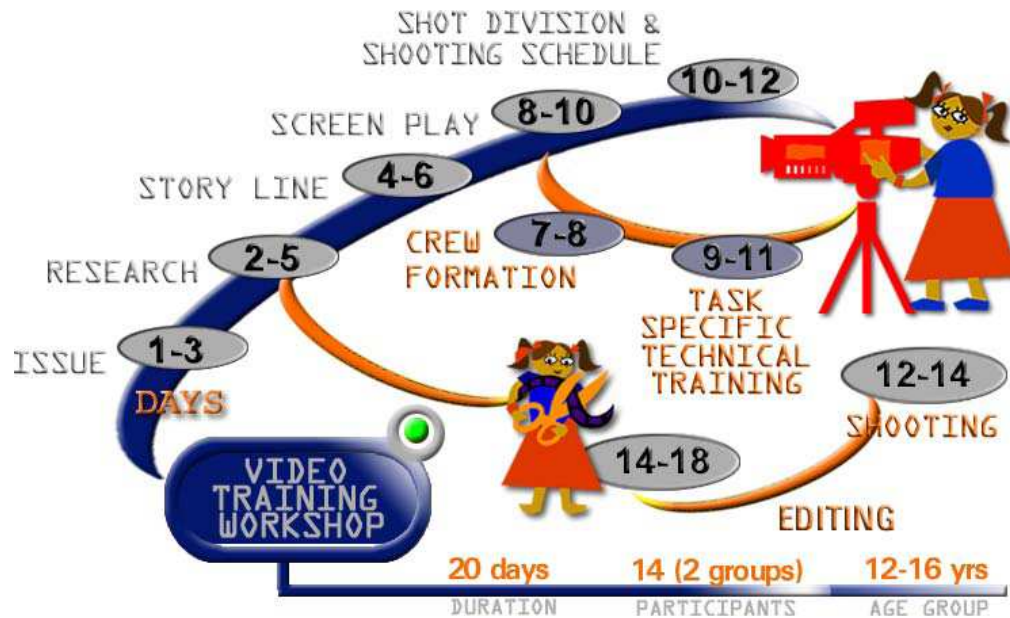 SHOT DIVISION &
SHOOTING SCHEDULE
10-12
8-10
SCREEN PLAY
4-6
STORY LINE
7-8
CREW
FORMATION
2-5
RESEARCH
9-11
TASK
SPECIFIC
TECHNICAL
TRAINING
1-3
ISSUE
DAYS
12-14
SHOOTING
14-18
EDITING
VIDEO
TRAINING
WORKSHOP
20 days
DURATION
14 (2 groups)
PARTICIPANTS
12-16 yrs
AGE GROUP